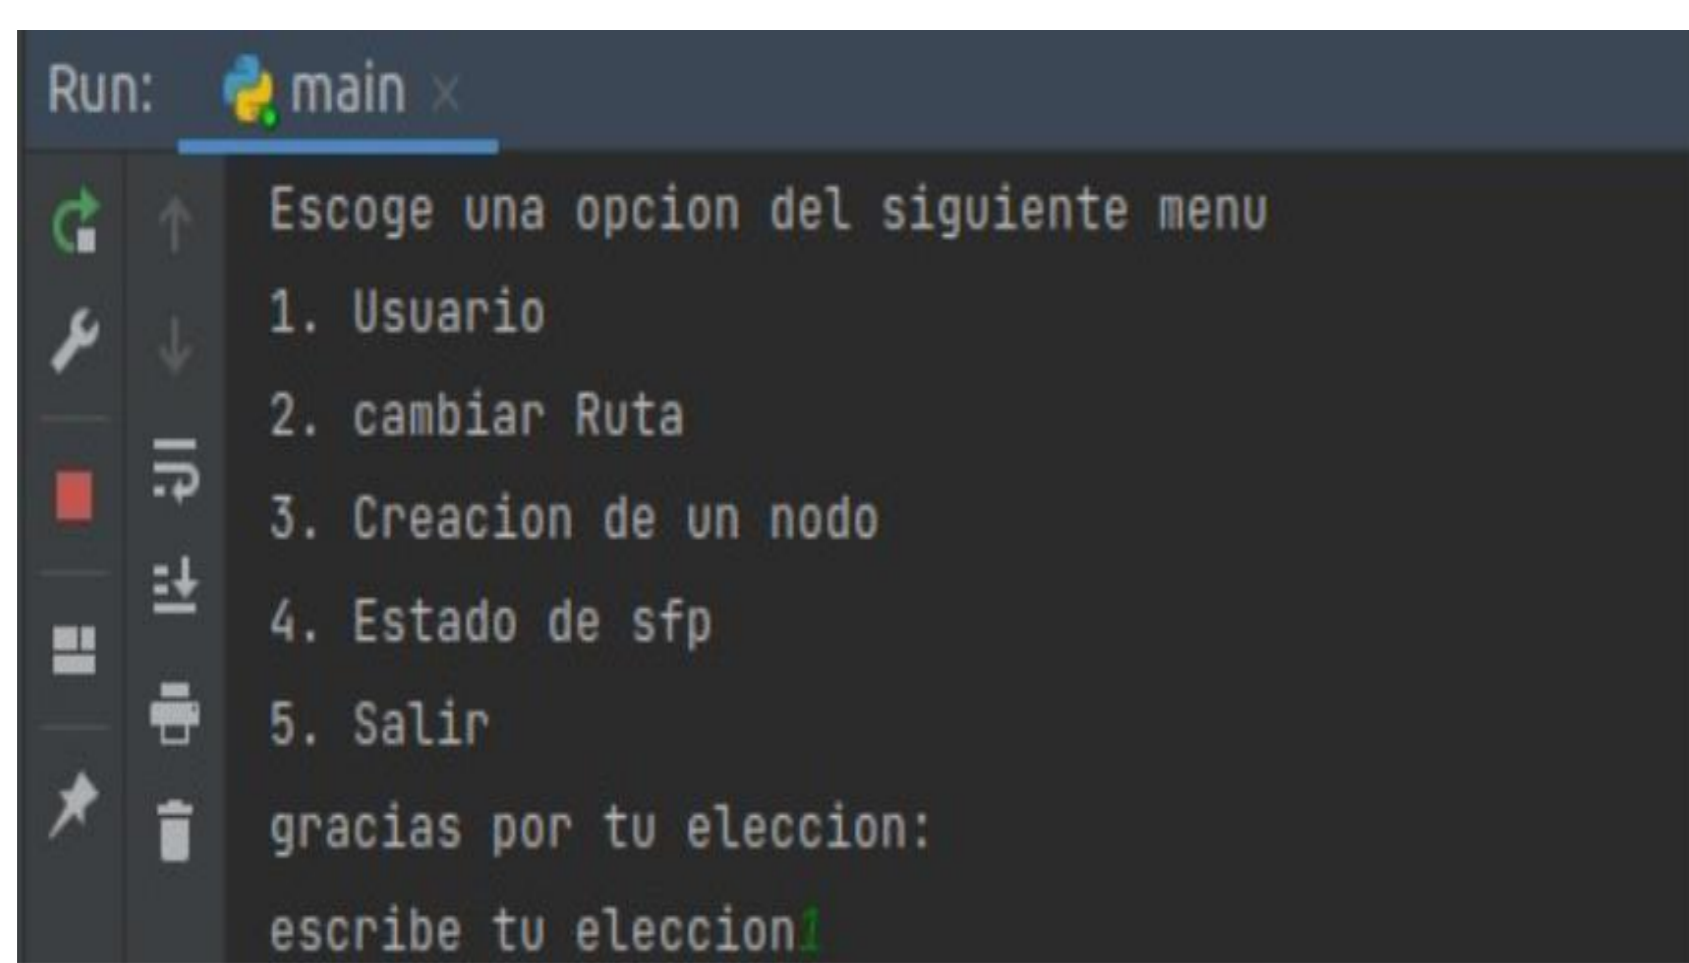 Run: main ×
Escoge una opcion del siguiente menu
1. Usuario
2. cambiar Ruta
3. Creacion de un nodo
4. Estado de sfp
5. Salir
gracias por tu eleccion:
escribe tu eleccion1